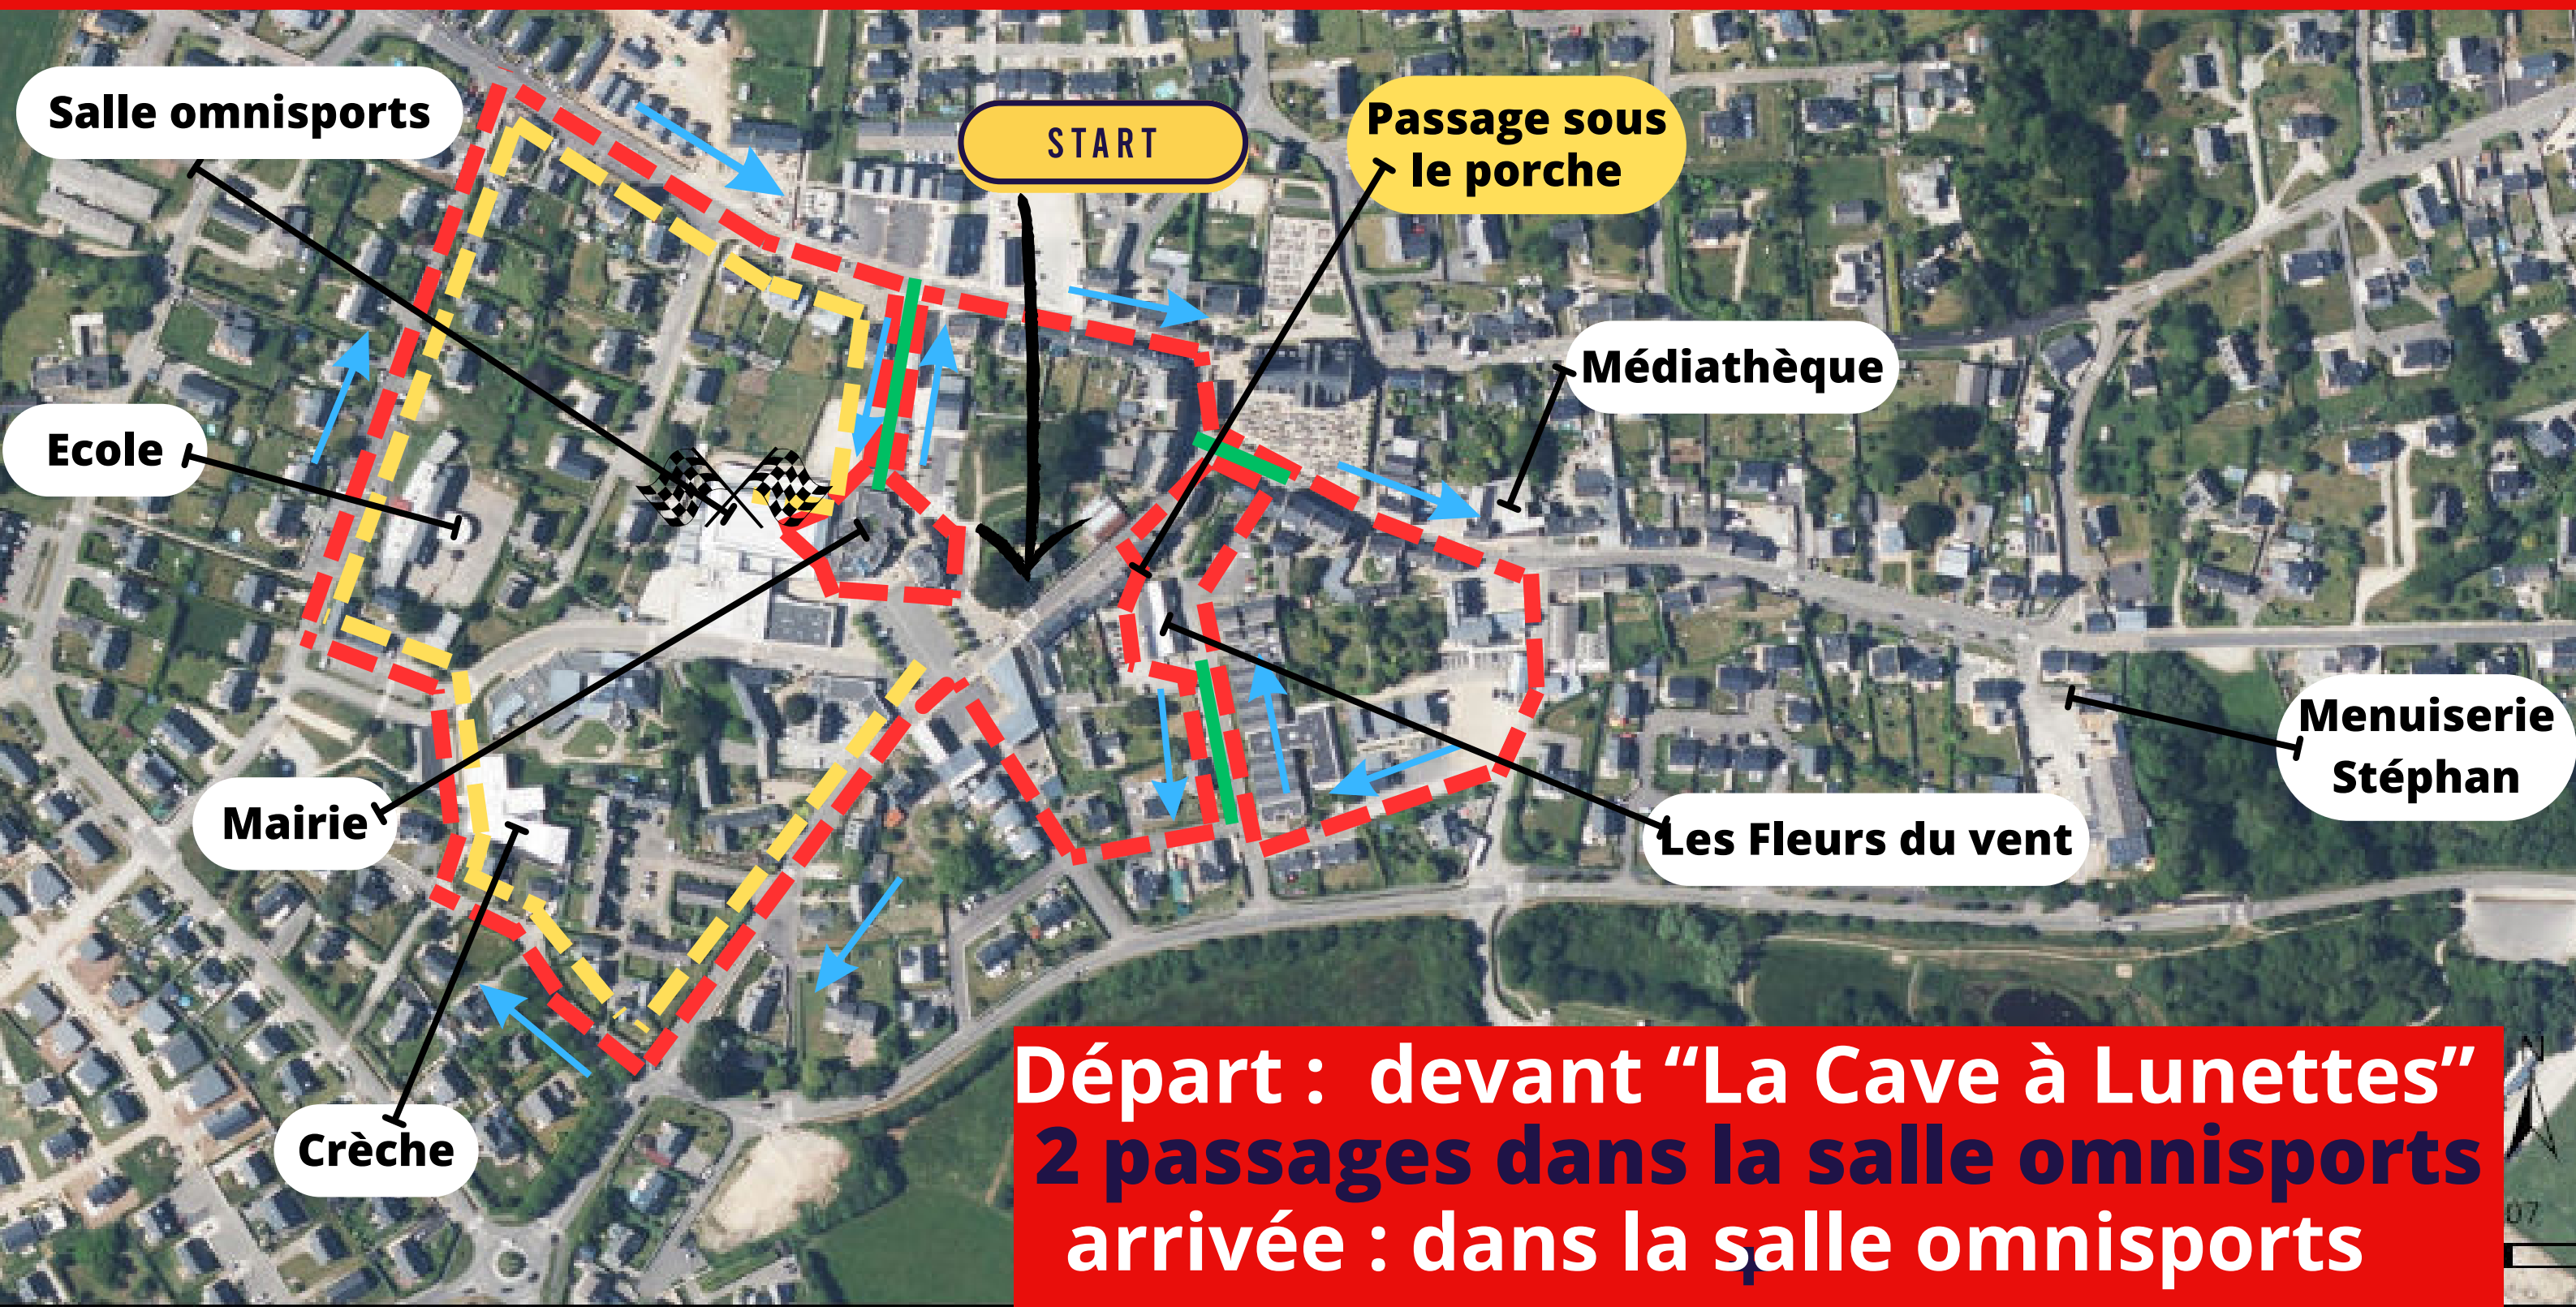 Salle omnisports
START
Passage sous
le porche
Médiathèque
Ecole
Menuiserie
Stéphan
Mairie
Les Fleurs du vent
Crèche
Départ : devant “La Cave à Lunettes”
2 passages dans la salle omnisports
arrivée : dans la salle omnisports
N
07